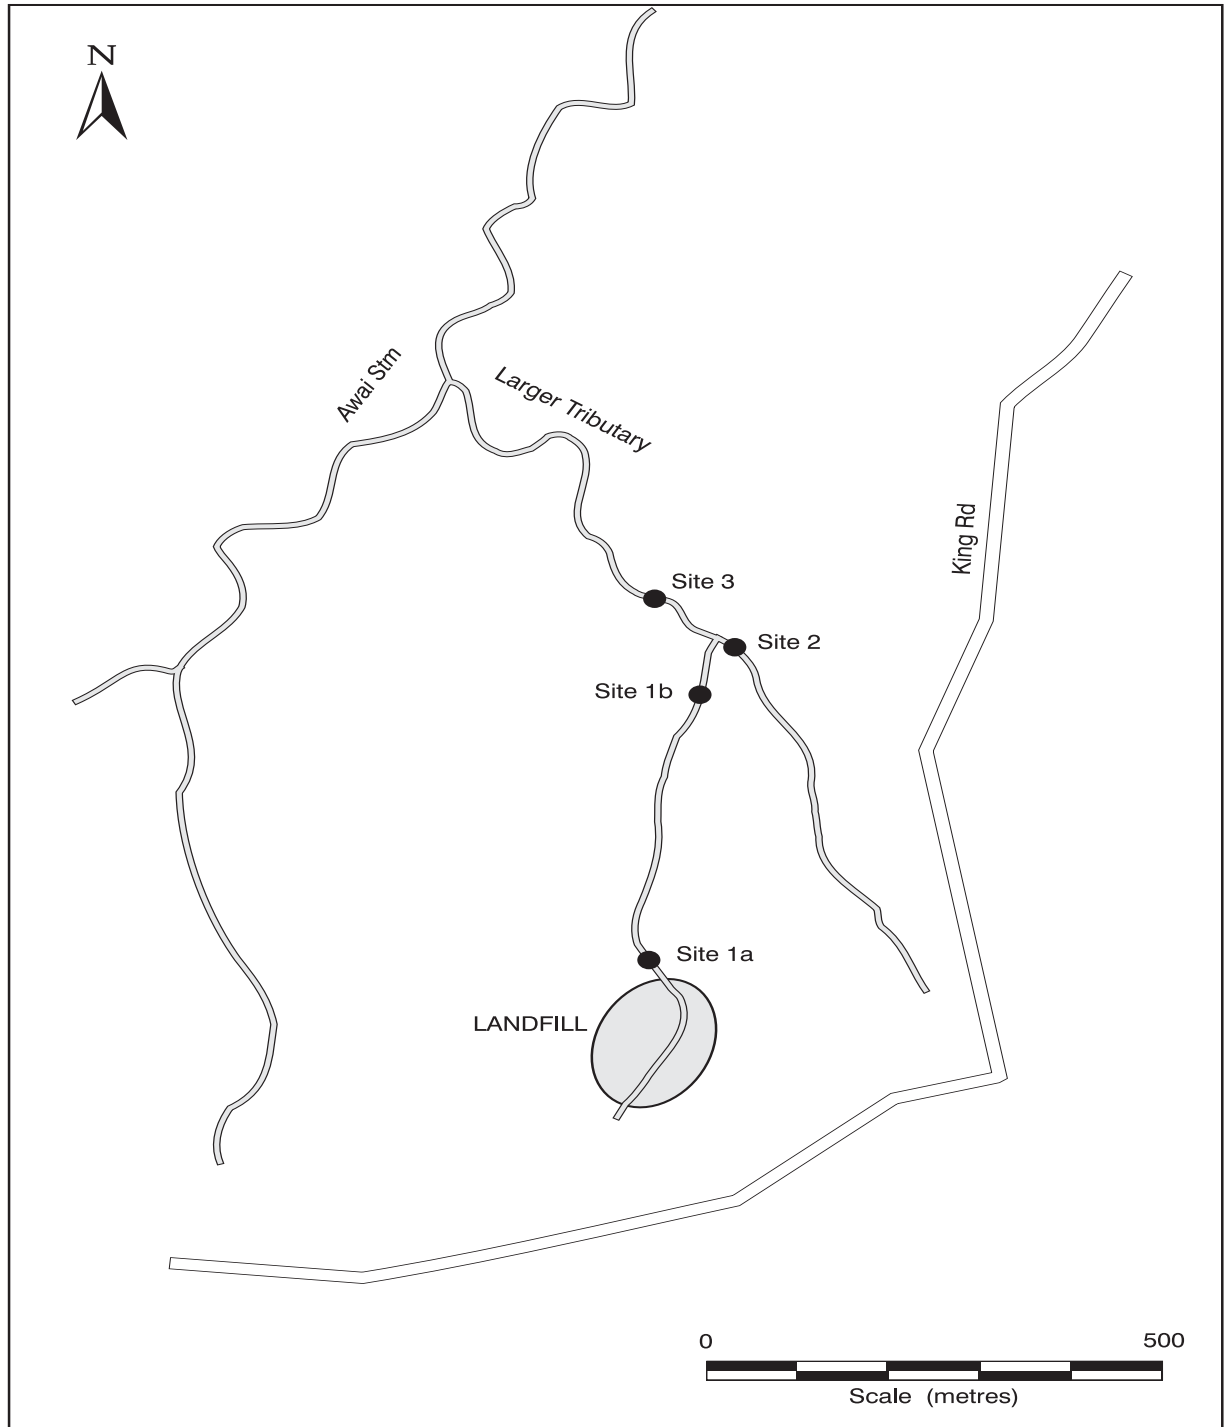 N
Awai Stm
Larger Tributary
King Rd
Site 3
Site 2
Site 1b
Site 1a
LANDFILL
0 500
Scale (metres)